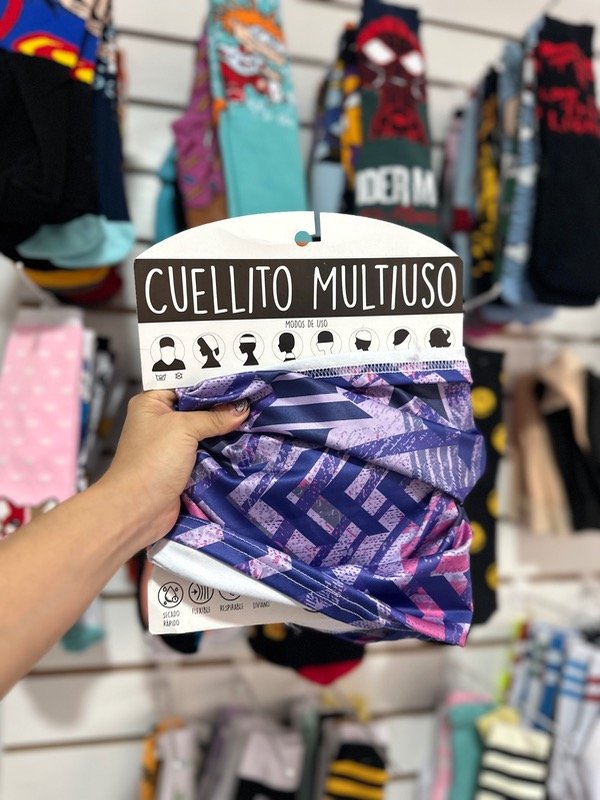 CUELLITO MULTIUSO
MODOS DE USO
SECADO
RÁPIDO
FLEXIBLE
RESPIRABLE
LIVIANO